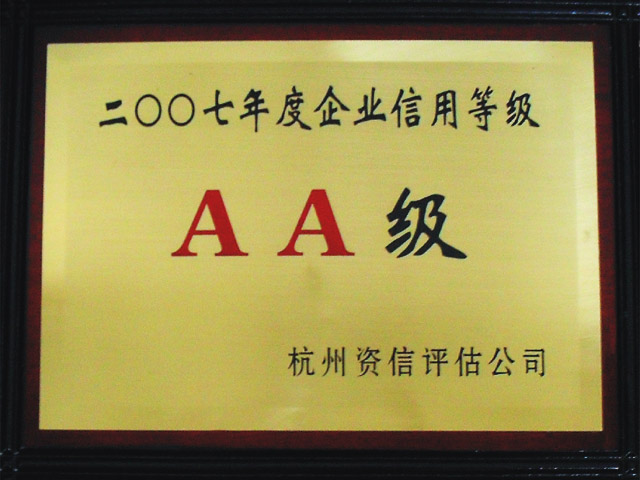 二〇〇七年度企业信用等级
AA级
杭州资信评估公司